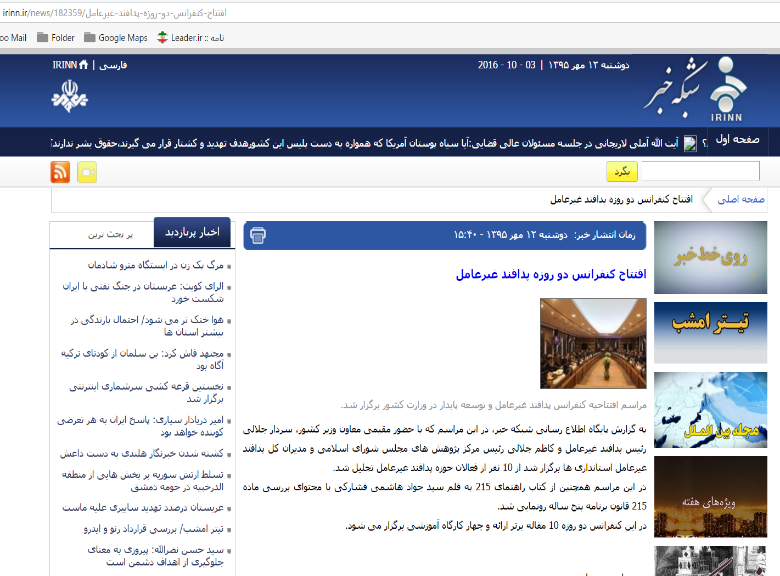 irinn.ir/news/182359/افتتاح-کنفرانس-دو-روزه-پدافند-غیرعامل
oo Mail
Folder
Google Maps
Leader.ir :: نامه
دوشنبه ۱۲ مهر ۱۳۹۵ | 03 - 10 - 2016
فارسی | IRINN
شبکه خبر
IRINN
صفحه اول
آیت الله آملی لاریجانی در جلسه مسئولان عالی قضایی:آیا سیاه پوستان آمریکا که همواره به دست پلیس این کشورهدف تهدید و کشتار قرار می گیرند،حقوق بشر ندارند؟
بگرد
صفحه اصلی
افتتاح کنفرانس دو روزه پدافند غیرعامل
روی خط خبر
تیتر امشب
مجله بین الملل
ویژه‌های هفته
زمان انتشار خبر: دوشنبه ۱۲ مهر ۱۳۹۵ - ۱۵:۴۰
افتتاح کنفرانس دو روزه پدافند غیرعامل
مراسم افتتاحیه کنفرانس پدافند غیرعامل و توسعه پایدار در وزارت کشور برگزار شد.
به گزارش پایگاه اطلاع رسانی شبکه خبر، در این مراسم که با حضور مقیمی معاون وزیر کشور، سردار جلالی
رئیس پدافند غیرعامل و کاظم جلالی رئیس مرکز پژوهش های مجلس شورای اسلامی و مدیران کل پدافند
غیرعامل استانداری ها برگزار شد از 10 نفر از فعالان حوزه پدافند غیرعامل تجلیل شد.
در این مراسم همچنین از کتاب راهنمای 215 به قلم سید جواد هاشمی فشارکی با محتوای بررسی ماده
215 قانون برنامه پنج ساله رونمایی شد.
در این کنفرانس دو روزه 10 مقاله برتر ارائه و چهار کارگاه آموزشی برگزار می شود.
اخبار پربازدید
پر بحث ترین
مرگ یک زن در ایستگاه مترو شادمان
الرای کویت: عربستان در جنگ نفتی با ایران
شکست خورد
هوا خنک تر می شود/ احتمال بارندگی در
بیشتر استان ها
مجتهد فاش کرد: بن سلمان از کودتای ترکیه
آگاه بود
نخستین قرعه کشی سرشماری اینترنتی
برگزار شد
امیر دریادار سیاری: پاسخ ایران به هر تعرضی
کوبنده خواهد بود
کشته شدن خبرنگار هلندی به دست داعش
تسلط ارتش سوریه بر بخش هایی از منطقه
الدرخبیه در حومه دمشق
عربستان درصدد تهدید سایبری علیه ماست
تیتر امشب/ بررسی قرارداد رنو و ایدرو
سید حسن نصرالله: پیروزی به معنای
جلوگیری از اهداف دشمن است